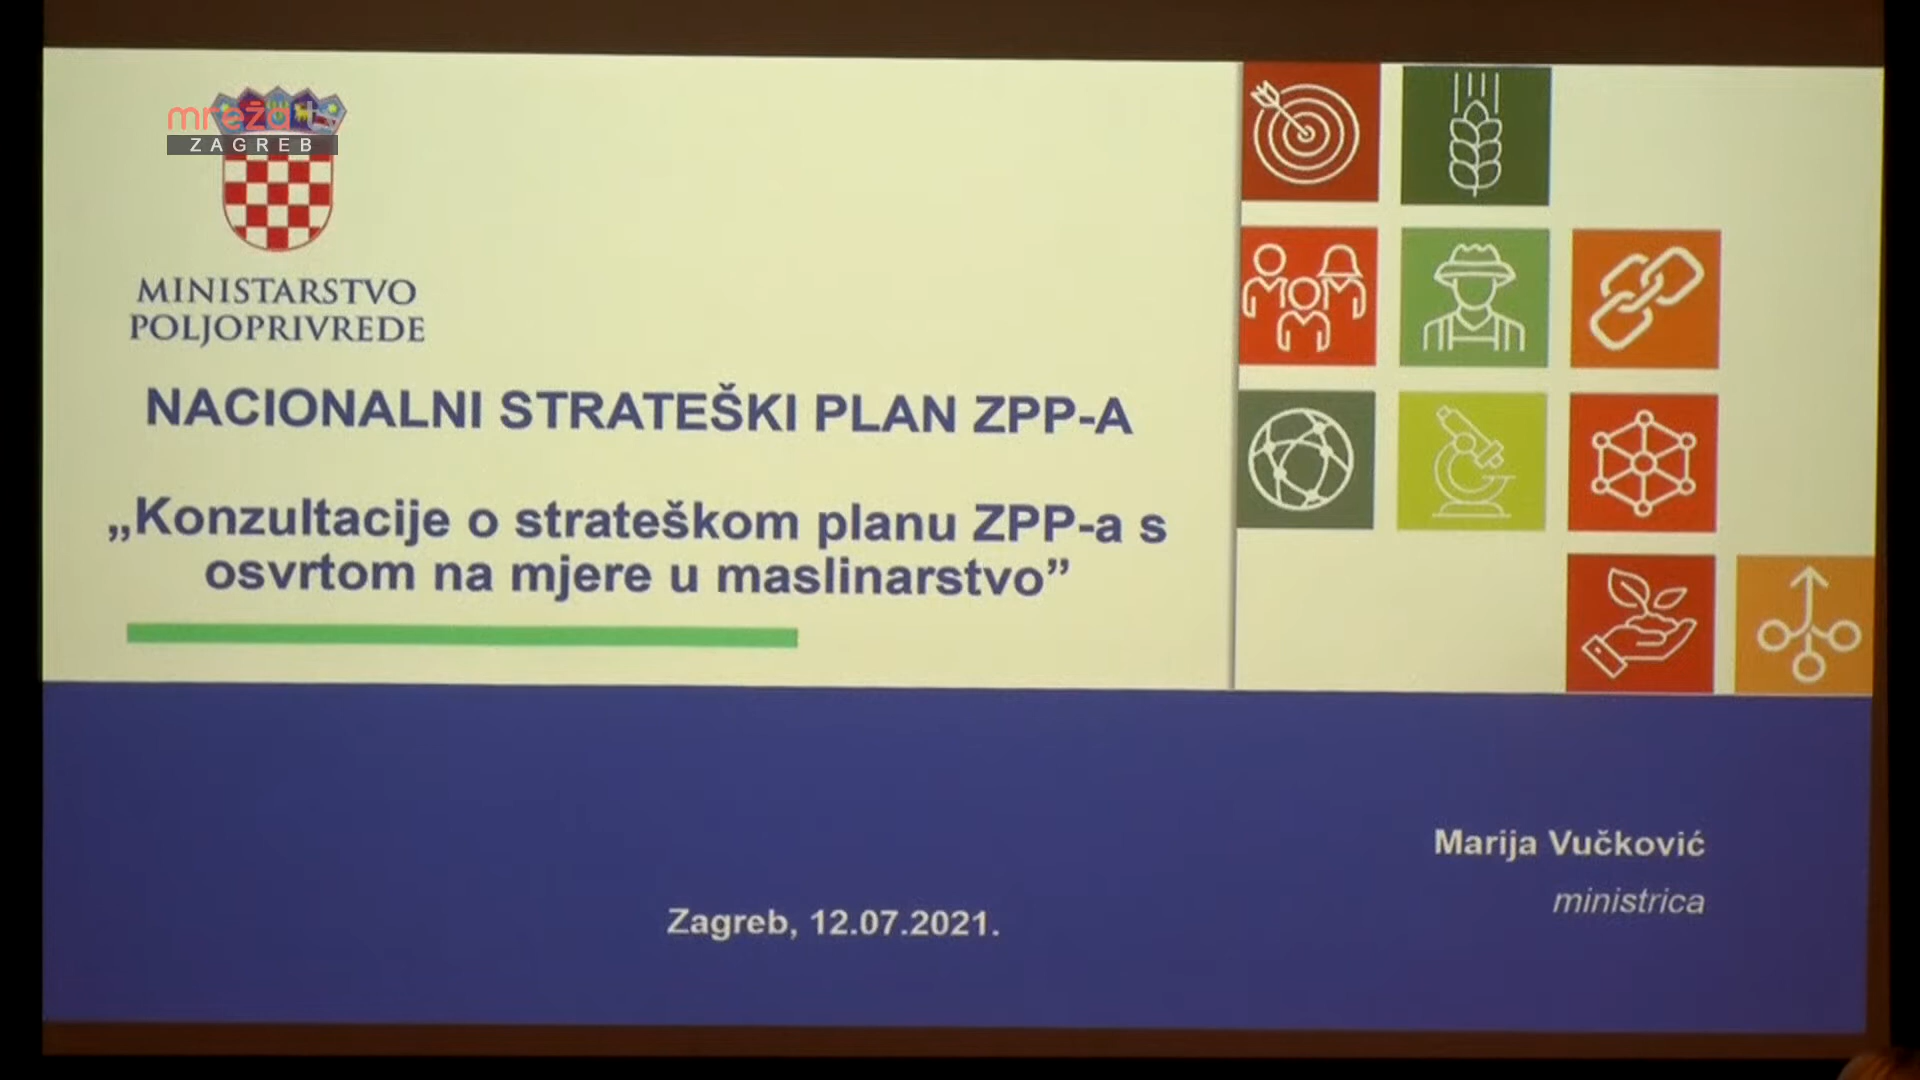 mreža tv
ZAGREB
MINISTARSTVO
POLJOPRIVREDE
NACIONALNI STRATEŠKI PLAN ZPP-A
„Konzultacije o strateškom planu ZPP-a s
osvrtom na mjere u maslinarstvo”
Marija Vučković
ministrica
Zagreb, 12.07.2021.